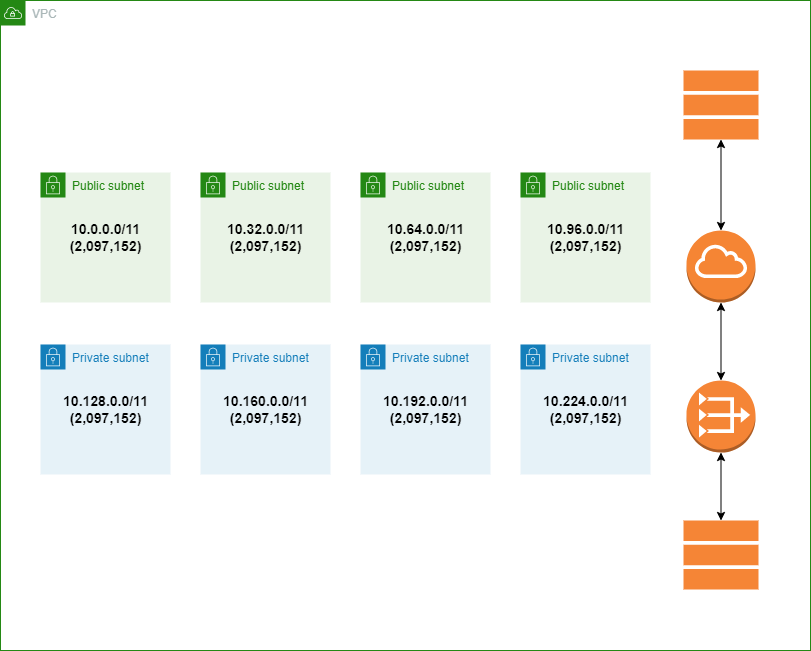 VPC
Public subnet
10.0.0.0/11
(2,097,152)
Public subnet
10.32.0.0/11
(2,097,152)
Public subnet
10.64.0.0/11
(2,097,152)
Public subnet
10.96.0.0/11
(2,097,152)
Private subnet
10.128.0.0/11
(2,097,152)
Private subnet
10.160.0.0/11
(2,097,152)
Private subnet
10.192.0.0/11
(2,097,152)
Private subnet
10.224.0.0/11
(2,097,152)